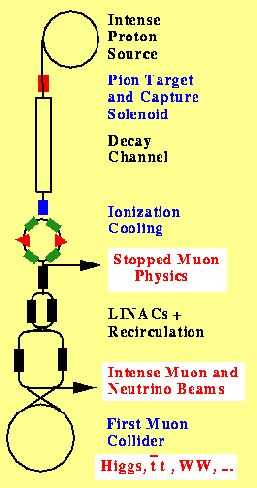 Intense
Proton
Source
Pion Target
and Capture
Solenoid
Decay
Channel
Ionization
Cooling
Stopped Muon
Physics
LINACs +
Recirculation
Intense Muon and
Neutrino Beams
First Muon
Collider
Higgs, t̅ t , WW, ...